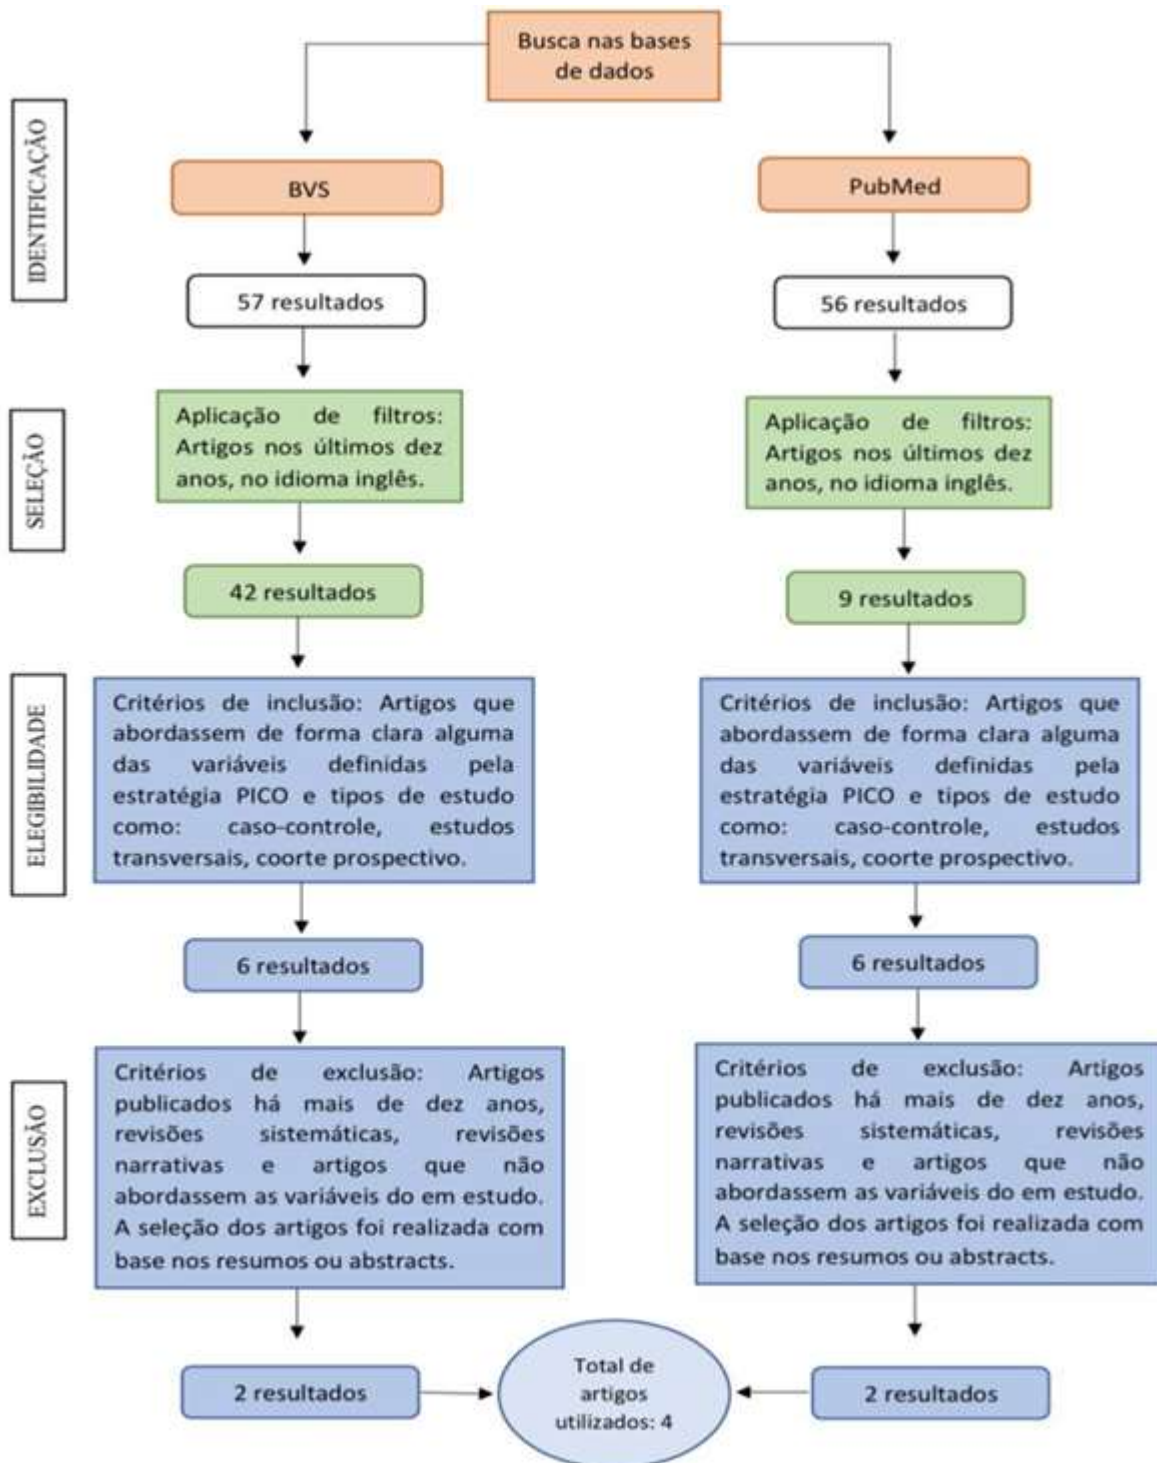 Busca nas bases
de dados
IDENTIFICAÇÃO
BVS
PubMed
57 resultados
56 resultados
SELEÇÃO
Aplicação de filtros:
Artigos nos últimos dez
anos, no idioma inglês.
Aplicação de filtros:
Artigos nos últimos dez
anos, no idioma inglês.
42 resultados
9 resultados
ELEGIBILIDADE
Critérios de inclusão: Artigos que
abordassem de forma clara alguma
das variáveis definidas pela
estratégia PICO e tipos de estudo
como: caso-controle, estudos
transversais, coorte prospectivo.
Critérios de inclusão: Artigos que
abordassem de forma clara alguma
das variáveis definidas pela
estratégia PICO e tipos de estudo
como: caso-controle, estudos
transversais, coorte prospectivo.
6 resultados
6 resultados
EXCLUSÃO
Critérios de exclusão: Artigos
publicados há mais de dez anos,
revisões sistemáticas, revisões
narrativas e artigos que não
abordassem as variáveis do em estudo.
A seleção dos artigos foi realizada com
base nos resumos ou abstracts.
Critérios de exclusão: Artigos
publicados há mais de dez anos,
revisões sistemáticas, revisões
narrativas e artigos que não
abordassem as variáveis do em estudo.
A seleção dos artigos foi realizada com
base nos resumos ou abstracts.
2 resultados
Total de
artigos
utilizados: 4
2 resultados